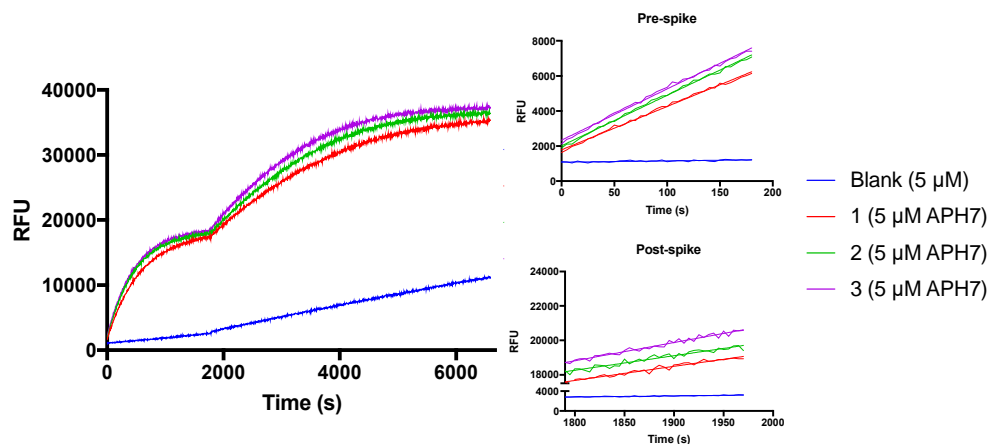 RFU
40000
30000
20000
10000
0
0 2000 4000 6000
Time (s)
Pre-spike
RFU
8000
6000
4000
2000
0
0 50 100 150 200
Time (s)
Post-spike
RFU
24000
22000
20000
18000
4000
0
1800 1850 1900 1950 2000
Time (s)
Blank (5 µM)
1 (5 µM APH7)
2 (5 µM APH7)
3 (5 µM APH7)